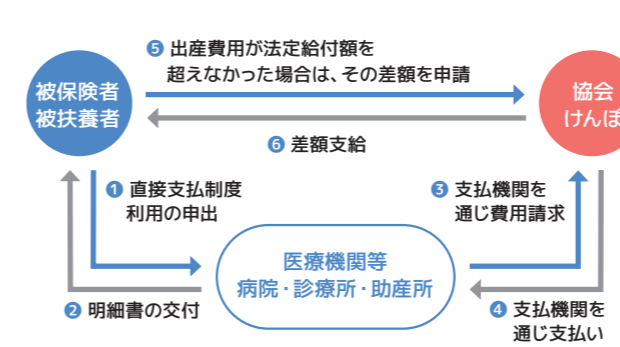 ❺ 出産費用が法定給付額を
超えなかった場合は、その差額を申請
被保険者
被扶養者
協会
けんぽ
❻ 差額支給
❶ 直接支払制度
利用の申出
❸ 支払機関を
通じ費用請求
医療機関等
病院・診療所・助産所
❷ 明細書の交付
❹ 支払機関を
通じ支払い